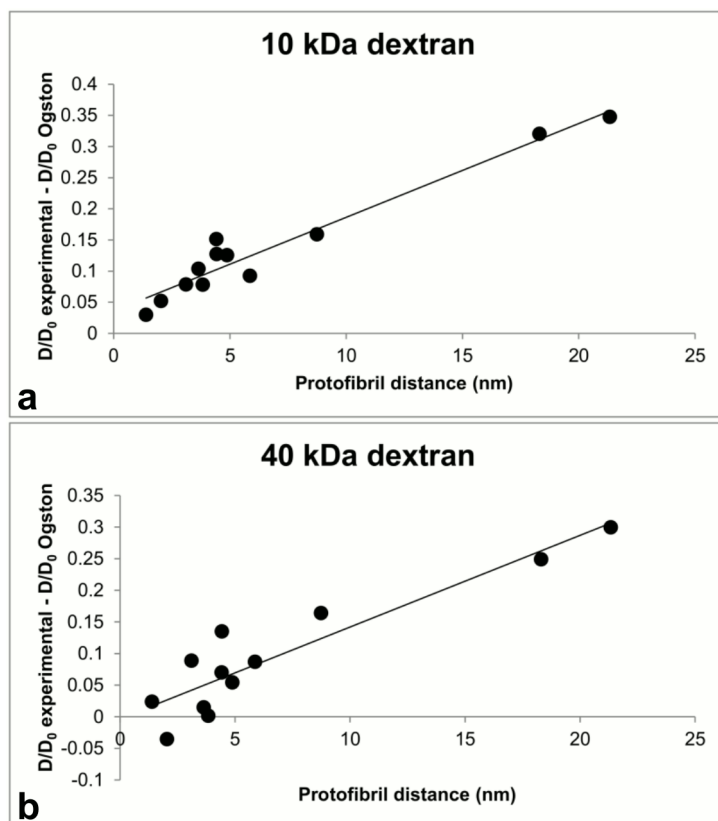 10 kDa dextran
D/D₀ experimental - D/D₀ Ogston
0.4
0.35
0.3
0.25
0.2
0.15
0.1
0.05
0
0 5 10 15 20 25
Protofibril distance (nm)
a
40 kDa dextran
D/D₀ experimental - D/D₀ Ogston
0.35
0.3
0.25
0.2
0.15
0.1
0.05
0
-0.05
-0.1
0 5 10 15 20 25
Protofibril distance (nm)
b